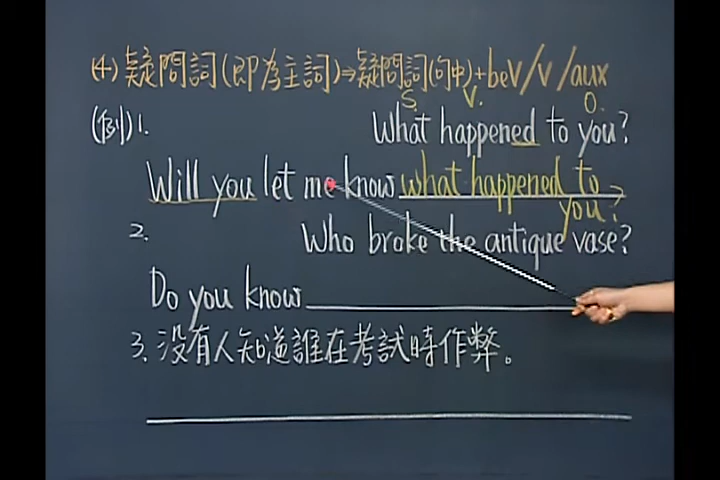 (4) 疑問詞(即為主詞)⇒疑問詞(句中)+beV/V/aux
S. V. O.
(例)1. What happened to you?
Will you let me know what happened to
you?
2. Who broke the antique vase?
Do you know
3. 沒有人知道誰在考試時作弊。